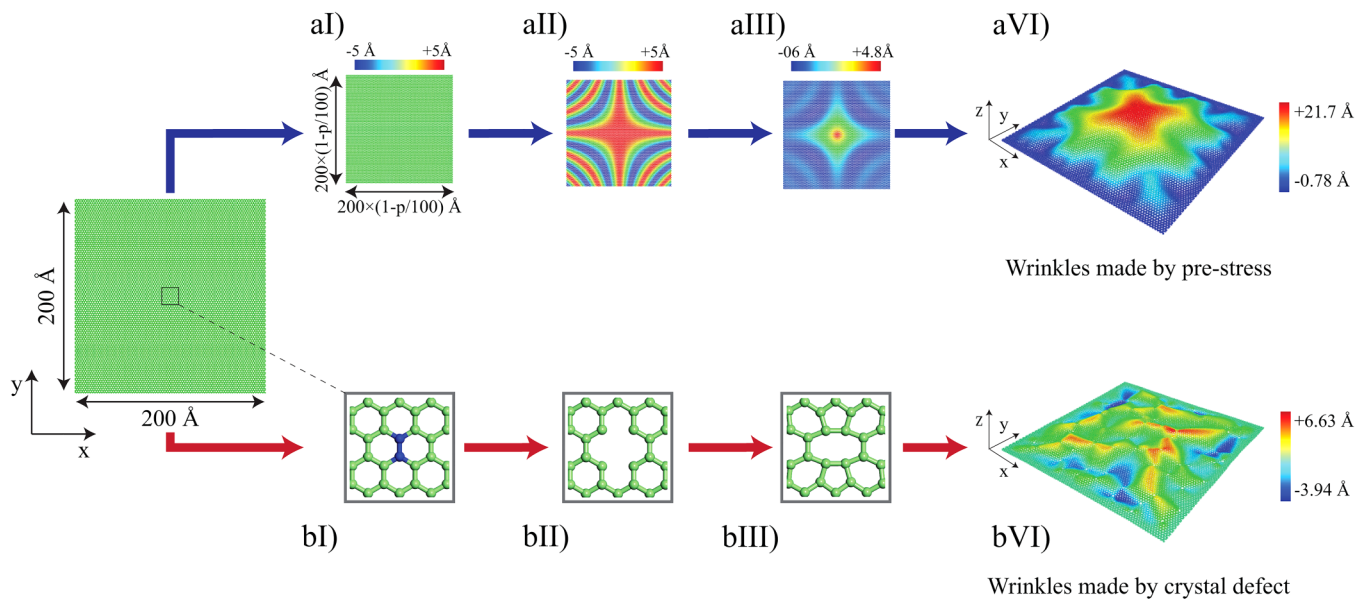 aI)
aII)
aIII)
aVI)
-5 Å +5Å
-5 Å +5Å
-06 Å +4.8Å
200×(1-p/100) Å
200×(1-p/100) Å
z
y
x
+21.7 Å
-0.78 Å
Wrinkles made by pre-stress
200 Å
200 Å
y
x
z
y
x
+6.63 Å
-3.94 Å
bI)
bII)
bIII)
bVI)
Wrinkles made by crystal defect